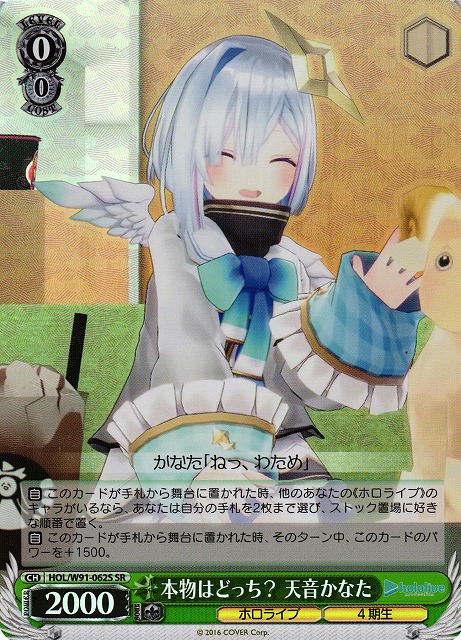 LEVEL
0
0
COST
かなた「ねっ、わため」
自 このカードが手札から舞台に置かれた時、他のあなたの《ホロライブ》の
キャラがいるなら、あなたは自分の手札を2枚まで選び、ストック置場に好き
な順番で置く。
自 このカードが手札から舞台に置かれた時、そのターン中、このカードのパ
ワーを+1500。
CH HOL/W91-062S SR
POWER
2000
SOUL
本物はどっち? 天音かなた
hololive
ホロライブ
4期生
© 2016 COVER Corp.